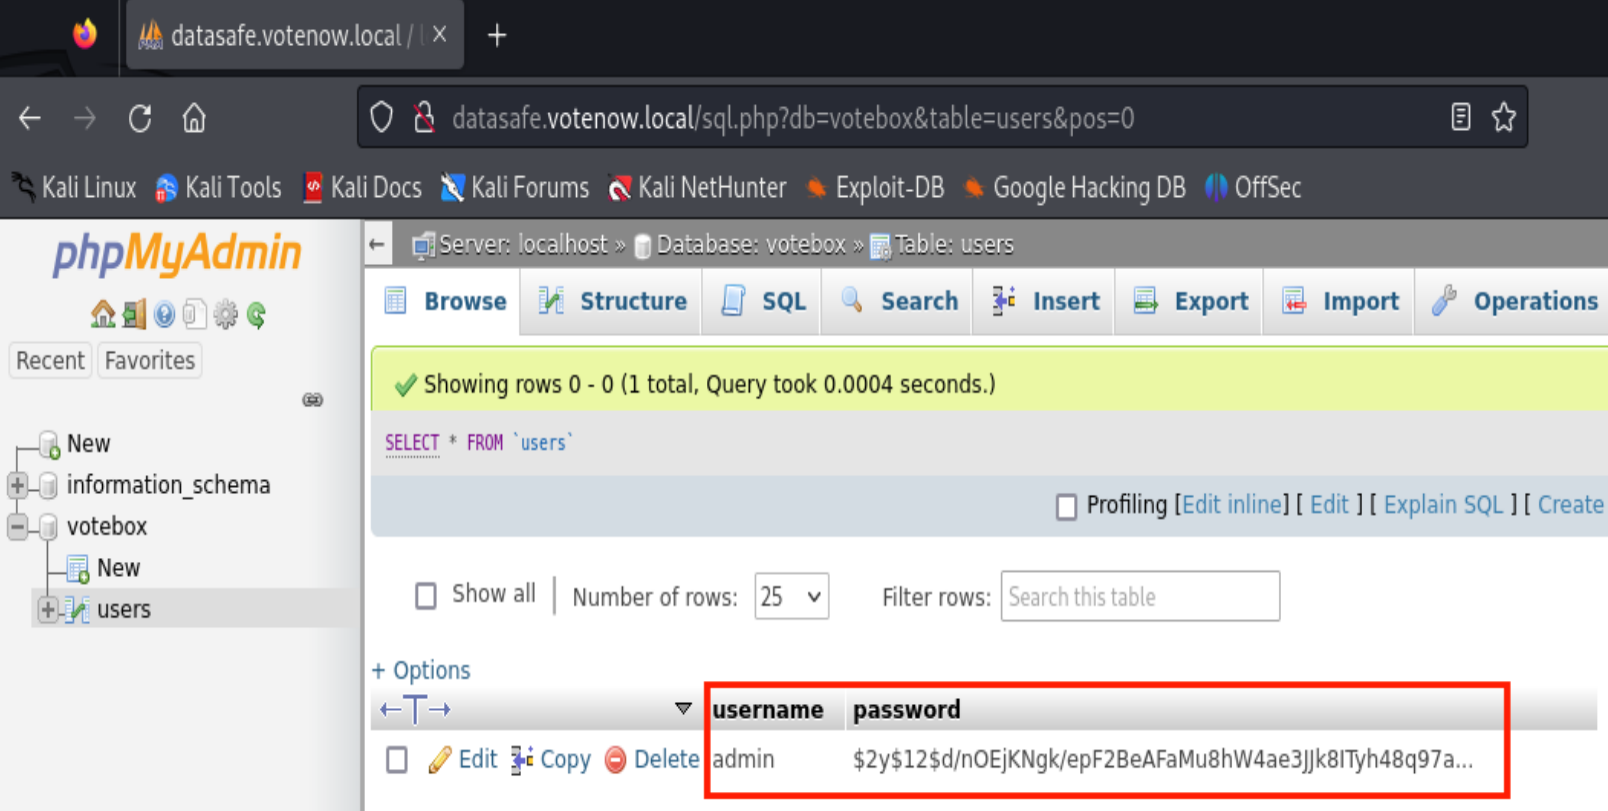 datasafe.votenow.local / l
datasafe.votenow.local/sql.php?db=votebox&table=users&pos=0
Kali Linux Kali Tools Kali Docs Kali Forums Kali NetHunter Exploit-DB Google Hacking DB OffSec
phpMyAdmin
Recent Favorites
New
information_schema
votebox
New
users
Server: localhost » Database: votebox » Table: users
Browse Structure SQL Search Insert Export Import Operations
Showing rows 0 - 0 (1 total, Query took 0.0004 seconds.)
SELECT * FROM `users`
Profiling [Edit inline] [ Edit ] [ Explain SQL ] [ Create
Show all Number of rows: 25 Filter rows: Search this table
+ Options
username password
Edit Copy Delete admin $2y$12$d/nOEjKNgk/epF2BeAFaMu8hW4ae3JJk8ITyh48q97a...